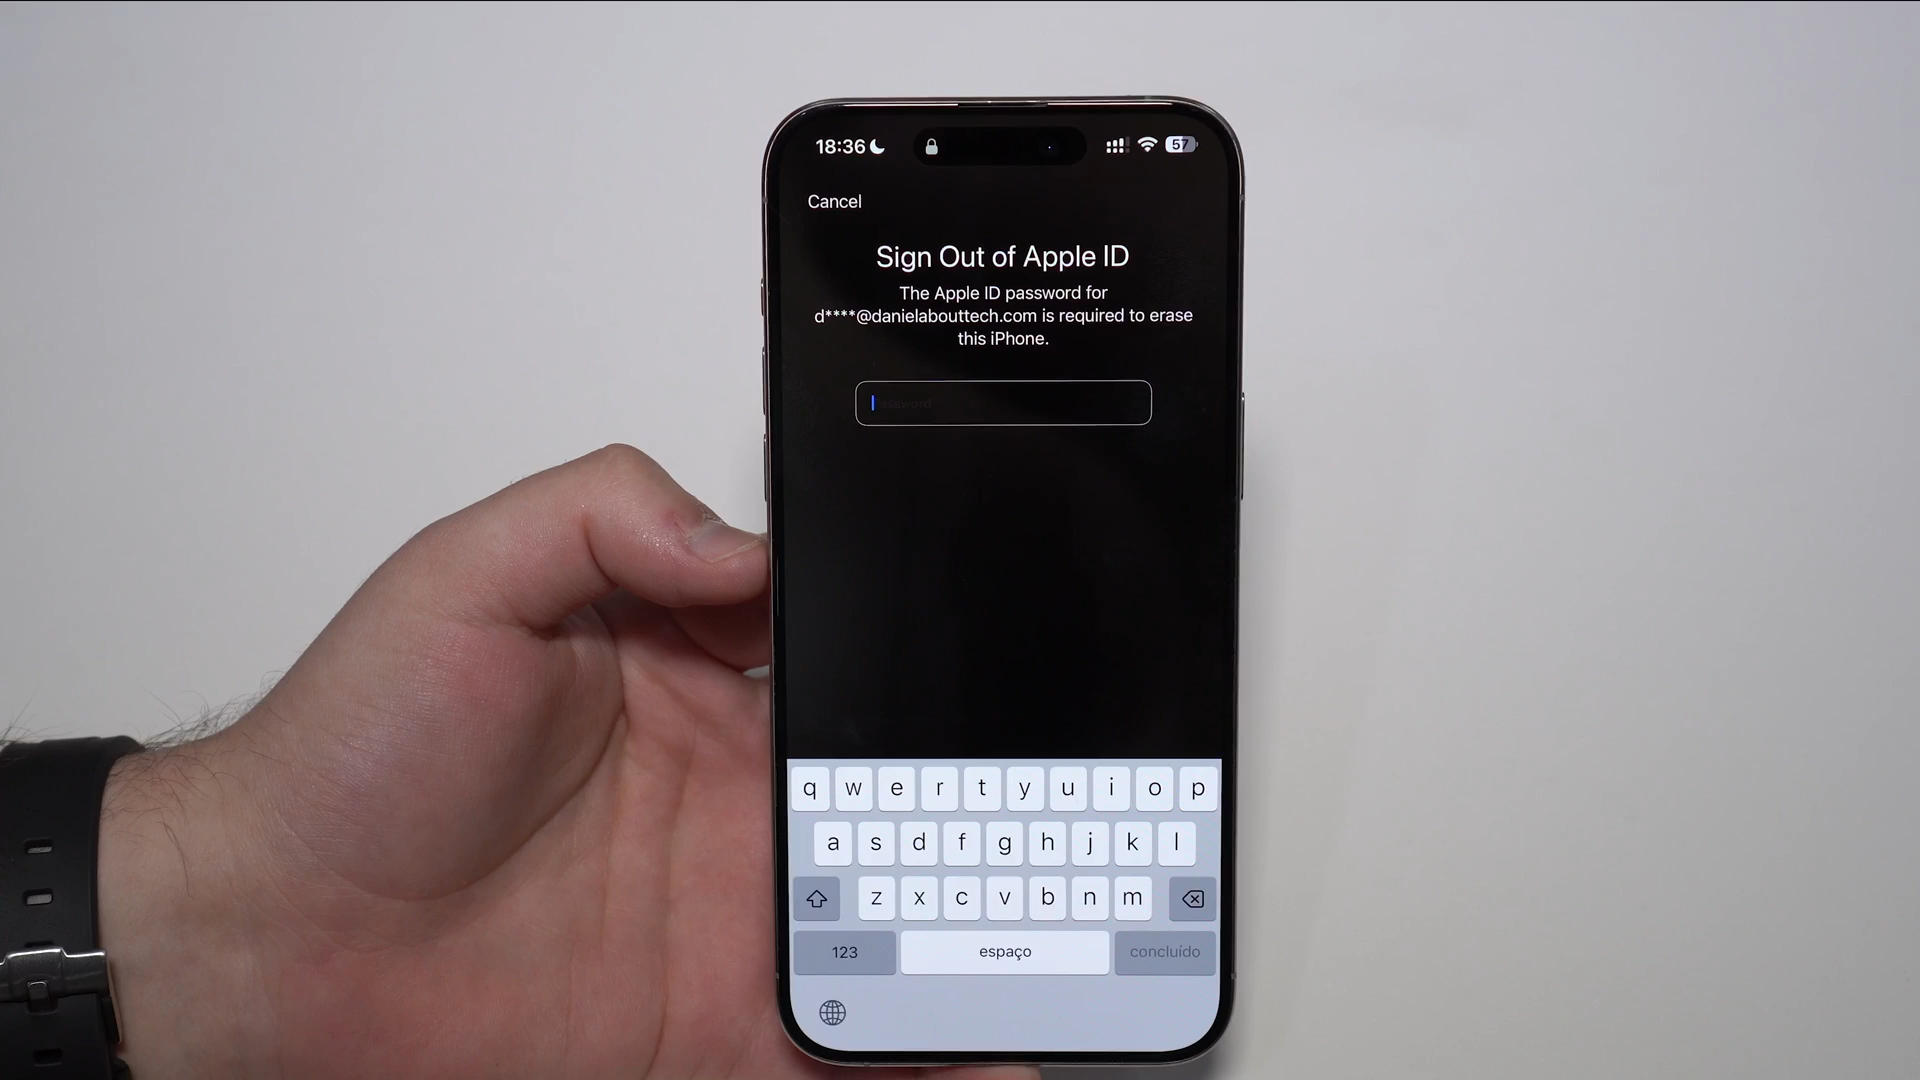 18:36
57
Cancel
Sign Out of Apple ID
The Apple ID password for
d****@danielabouttech.com is required to erase
this iPhone.
password
q w e r t y u i o p
a s d f g h j k l
z x c v b n m
123 espaço concluído